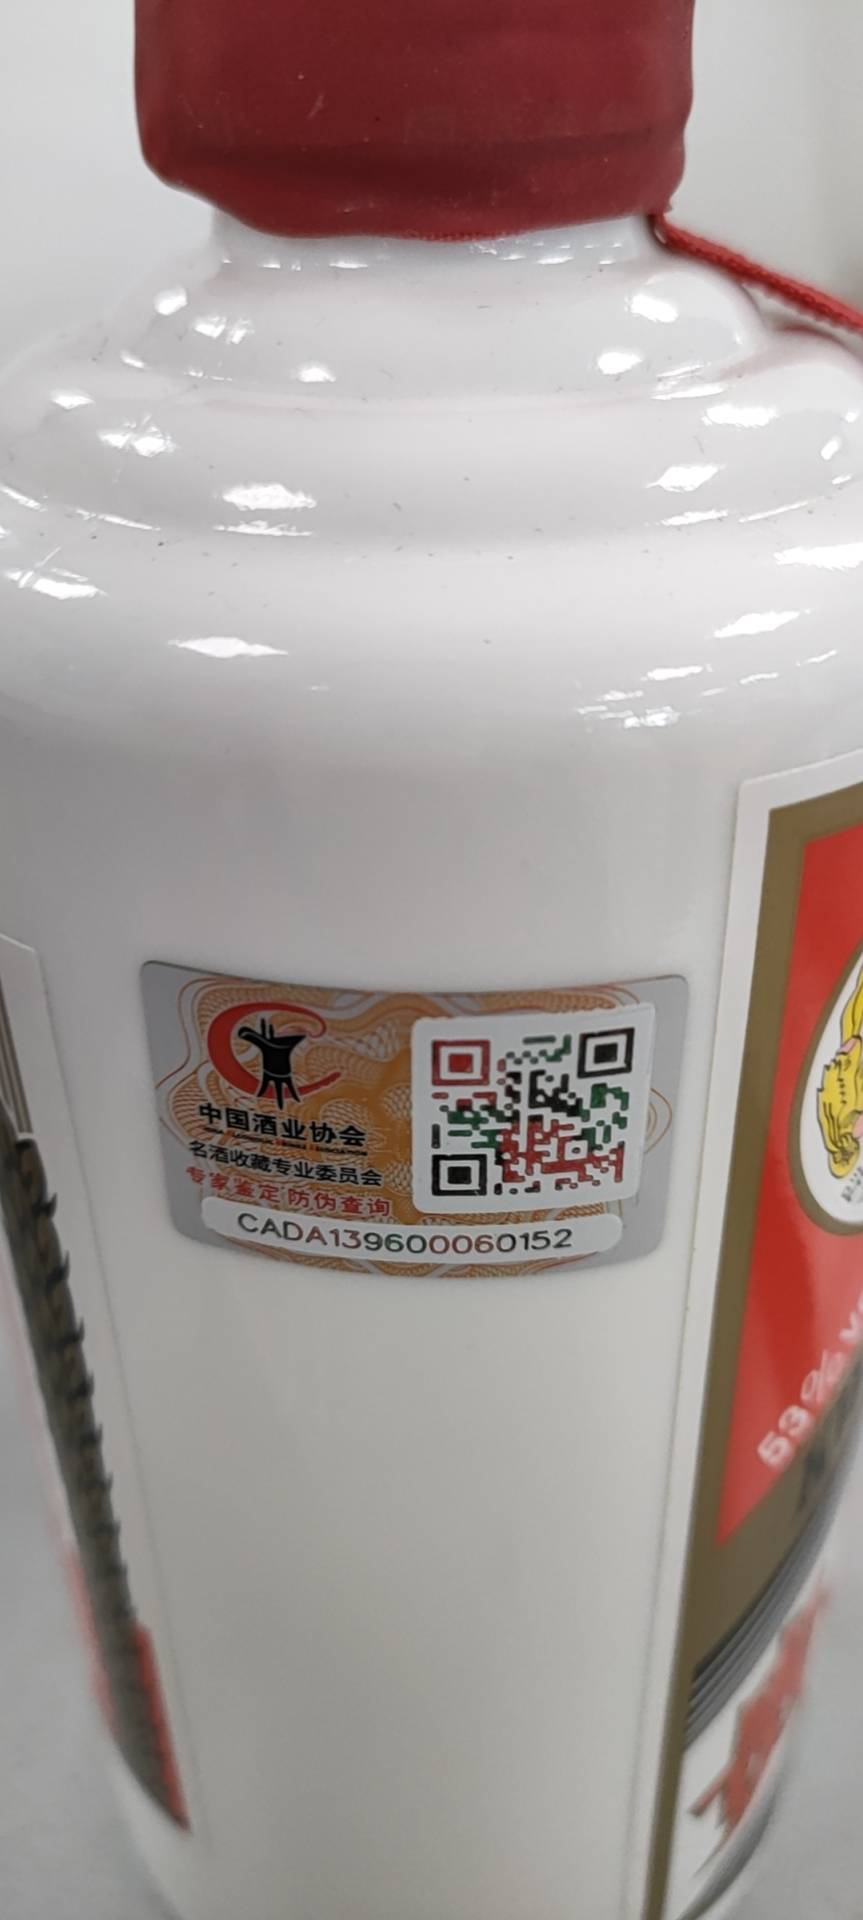 中国酒业协会
名酒收藏专业委员会
专家鉴定 防伪查询
CADA139600060152
53%